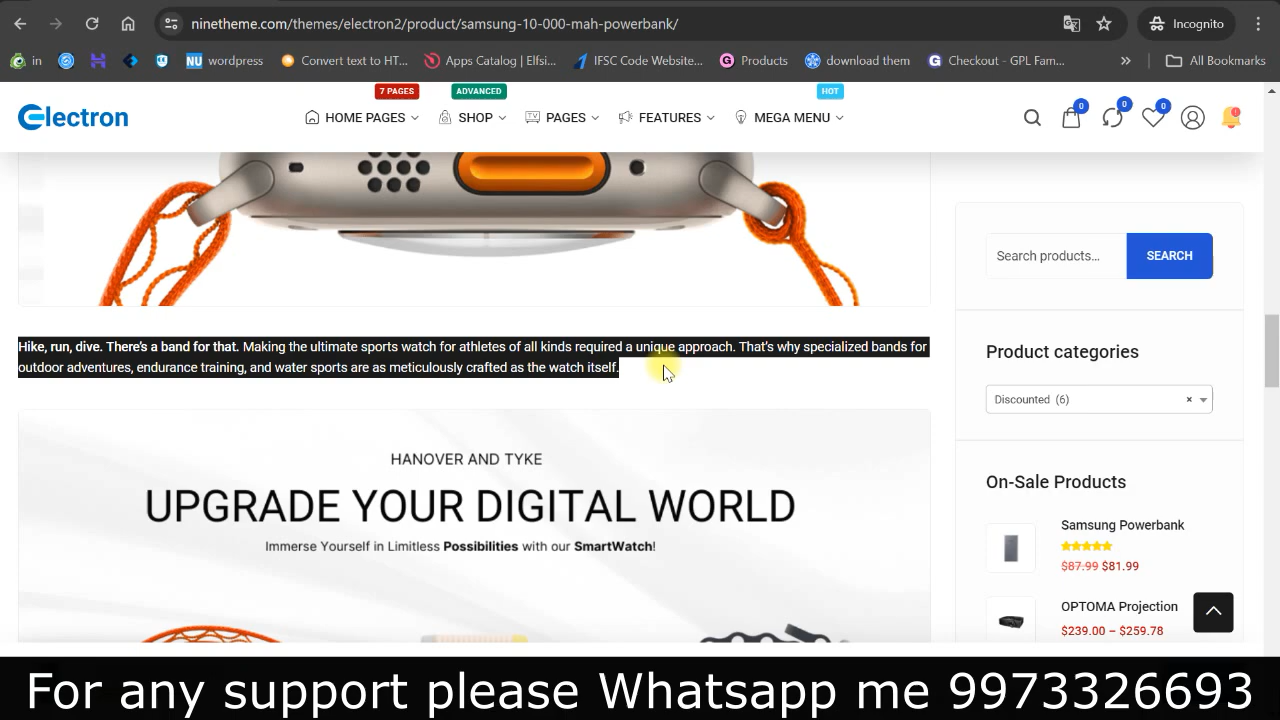 ninetheme.com/themes/electron2/product/samsung-10-000-mah-powerbank/
Incognito
in
wordpress
Convert text to HT...
Apps Catalog | Elfsi...
IFSC Code Website...
Products
download them
Checkout - GPL Fam...
»
All Bookmarks
7 PAGES
ADVANCED
HOT
Electron
HOME PAGES
SHOP
PAGES
FEATURES
MEGA MENU
0
0
0
Search products...
SEARCH
Hike, run, dive. There's a band for that. Making the ultimate sports watch for athletes of all kinds required a unique approach. That's why specialized bands for
outdoor adventures, endurance training, and water sports are as meticulously crafted as the watch itself.
Product categories
Discounted (6)
×
HANOVER AND TYKE
UPGRADE YOUR DIGITAL WORLD
Immerse Yourself in Limitless Possibilities with our SmartWatch!
On-Sale Products
Samsung Powerbank
$87.99 $81.99
OPTOMA Projection
$239.00 – $259.78
For any support please Whatsapp me 9973326693